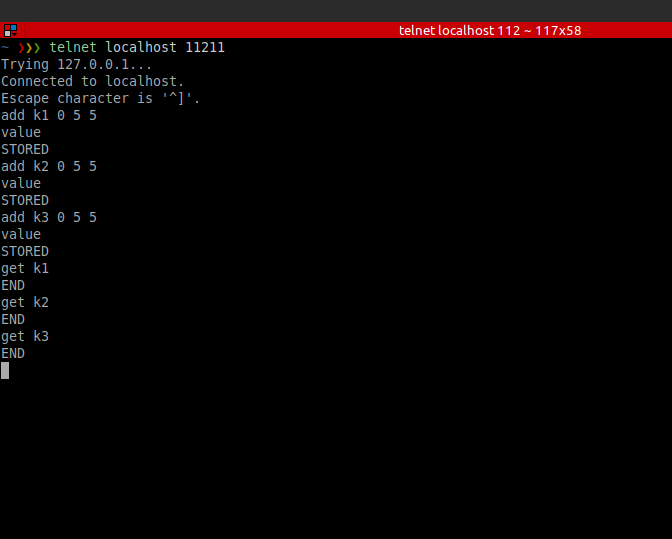 telnet localhost 112 ~ 117x58
~ ❯❯❯ telnet localhost 11211
Trying 127.0.0.1...
Connected to localhost.
Escape character is '^]'.
add k1 0 5 5
value
STORED
add k2 0 5 5
value
STORED
add k3 0 5 5
value
STORED
get k1
END
get k2
END
get k3
END